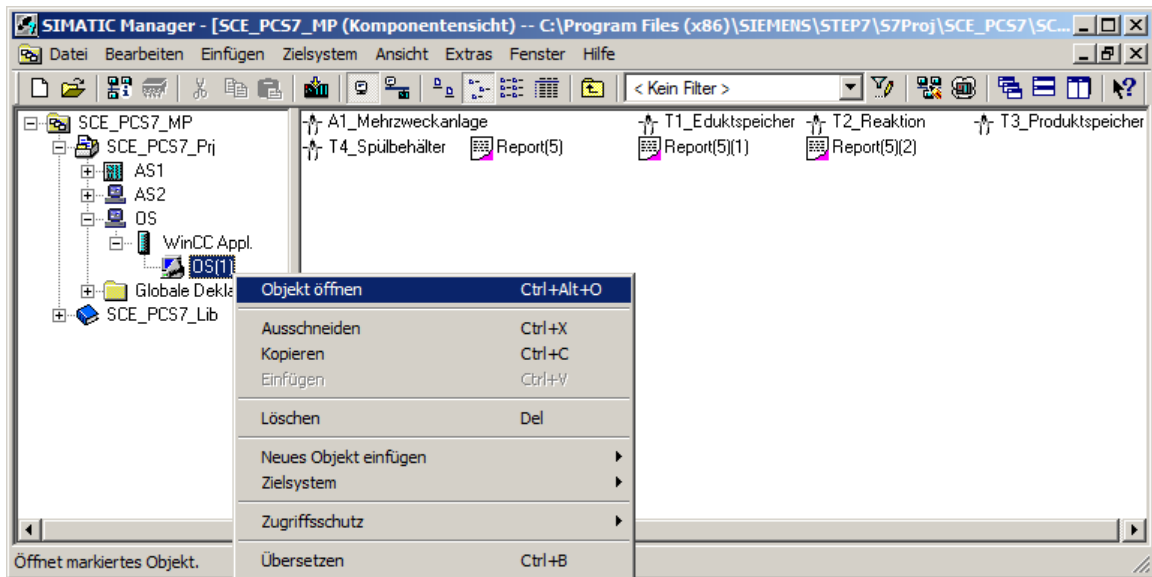 SIMATIC Manager - [SCE_PCS7_MP (Komponentensicht) -- C:\Program Files (x86)\SIEMENS\STEP7\S7Proj\SCE_PCS7\SC...
Datei Bearbeiten Einfügen Zielsystem Ansicht Extras Fenster Hilfe
< Kein Filter >
SCE_PCS7_MP
SCE_PCS7_Prj
AS1
AS2
OS
WinCC Appl.
OS(1)
Globale Dekla
SCE_PCS7_Lib
A1_Mehrzweckanlage T1_Eduktspeicher T2_Reaktion T3_Produktspeicher
T4_Spülbehälter Report(5) Report(5)(1) Report(5)(2)
Objekt öffnen Ctrl+Alt+O
Ausschneiden Ctrl+X
Kopieren Ctrl+C
Einfügen Ctrl+V
Löschen Del
Neues Objekt einfügen
Zielsystem
Zugriffsschutz
Übersetzen Ctrl+B
Öffnet markiertes Objekt.